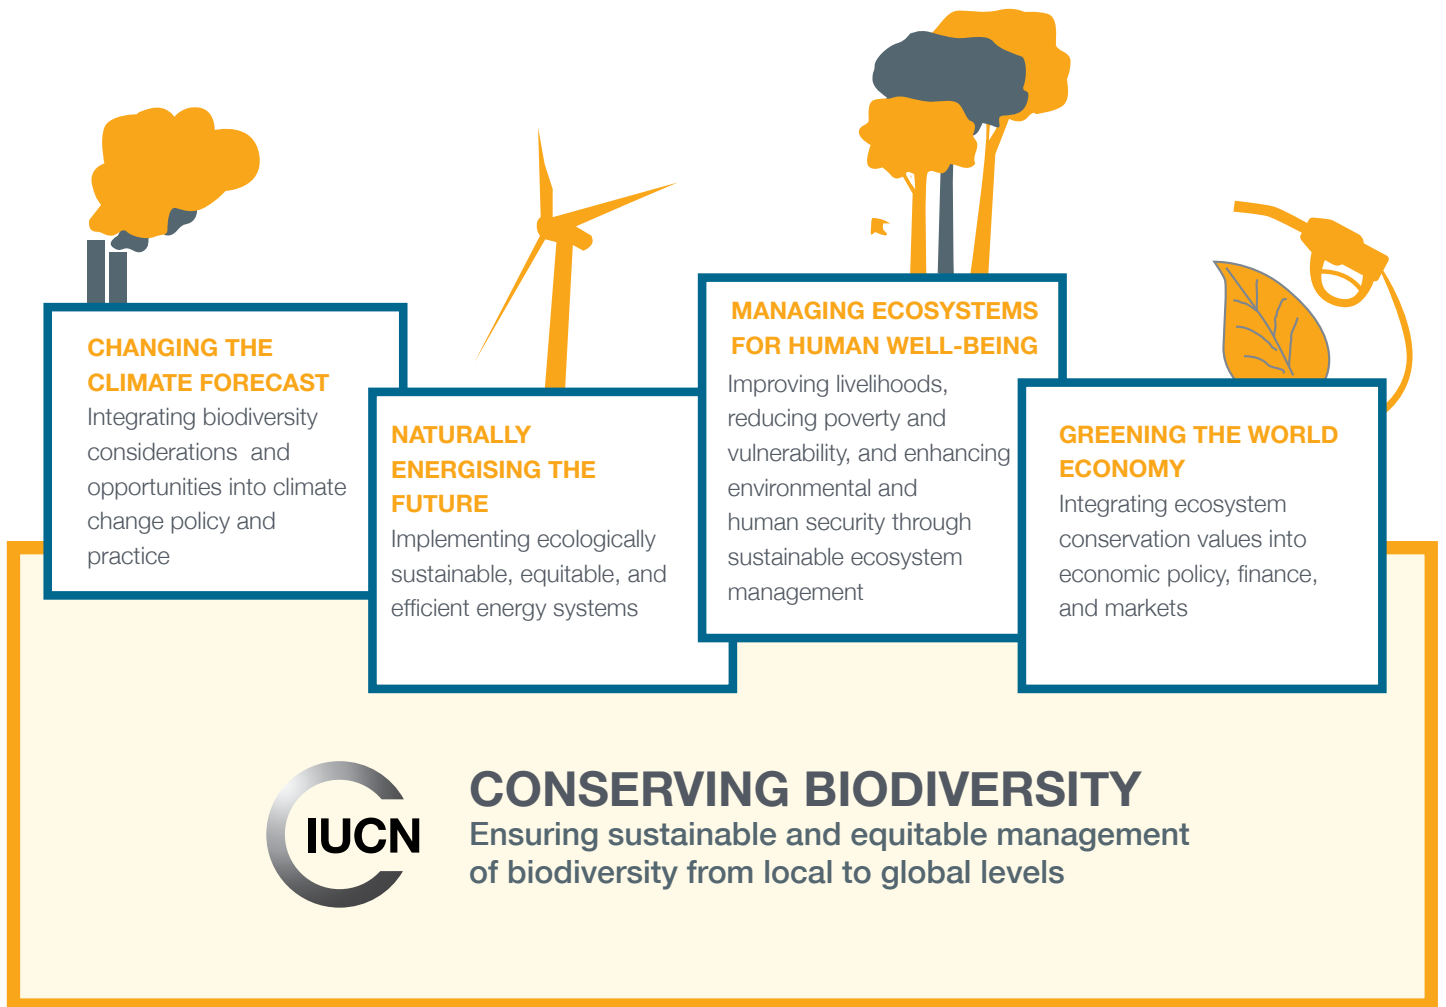 CHANGING THE
CLIMATE FORECAST
Integrating biodiversity
considerations  and
opportunities into climate
change policy and
practice
NATURALLY
ENERGISING THE
FUTURE
Implementing ecologically
sustainable, equitable, and
efficient energy systems
MANAGING ECOSYSTEMS
FOR HUMAN WELL-BEING
Improving livelihoods,
reducing poverty and
vulnerability, and enhancing
environmental and
human security through
sustainable ecosystem
management
GREENING THE WORLD
ECONOMY
Integrating ecosystem
conservation values into
economic policy, finance,
and markets
IUCN
CONSERVING BIODIVERSITY
Ensuring sustainable and equitable management
of biodiversity from local to global levels